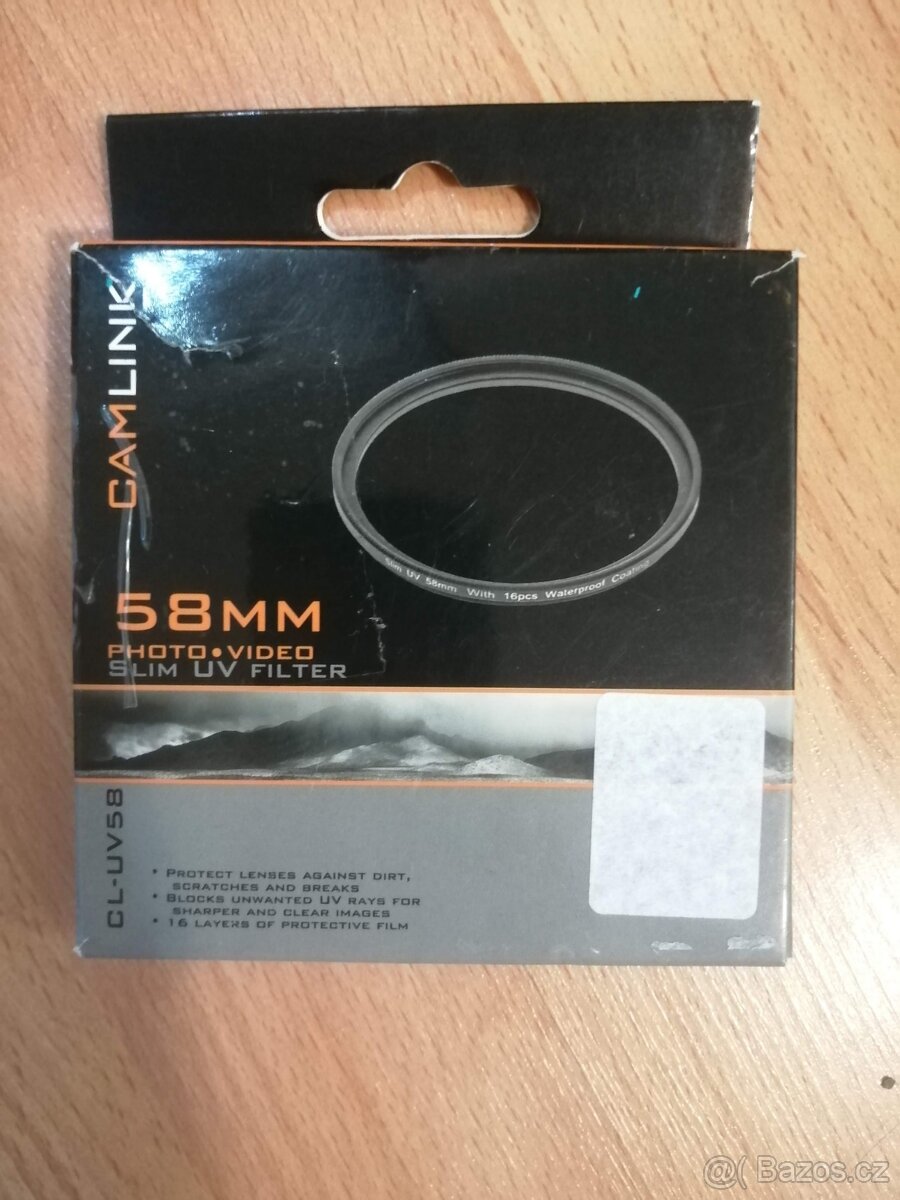 CAMLINK
Slim UV 58mm With 16pcs Waterproof Coating
58MM
PHOTO•VIDEO
SLIM UV FILTER
CL-UV58
• PROTECT LENSES AGAINST DIRT,
SCRATCHES AND BREAKS
• BLOCKS UNWANTED UV RAYS FOR
SHARPER AND CLEAR IMAGES
• 16 LAYERS OF PROTECTIVE FILM
@( Bazos.cz